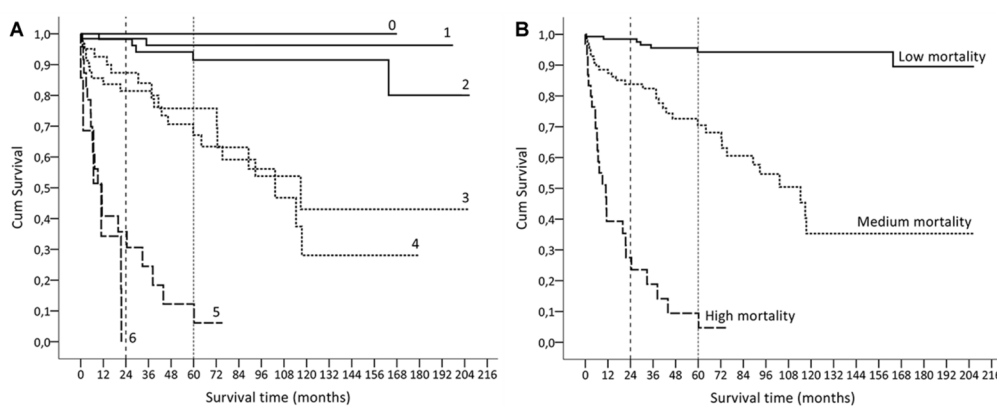 A
0
1
2
3
4
5
6
1,0
0,9
0,8
0,7
0,6
0,5
0,4
0,3
0,2
0,1
0,0
Cum Survival
0 12 24 36 48 60 72 84 96 108 120 132 144 156 168 180 192 204 216
Survival time (months)
B
Low mortality
Medium mortality
High mortality
1,0
0,9
0,8
0,7
0,6
0,5
0,4
0,3
0,2
0,1
0,0
Cum Survival
0 12 24 36 48 60 72 84 96 108 120 132 144 156 168 180 192 204 216
Survival time (months)